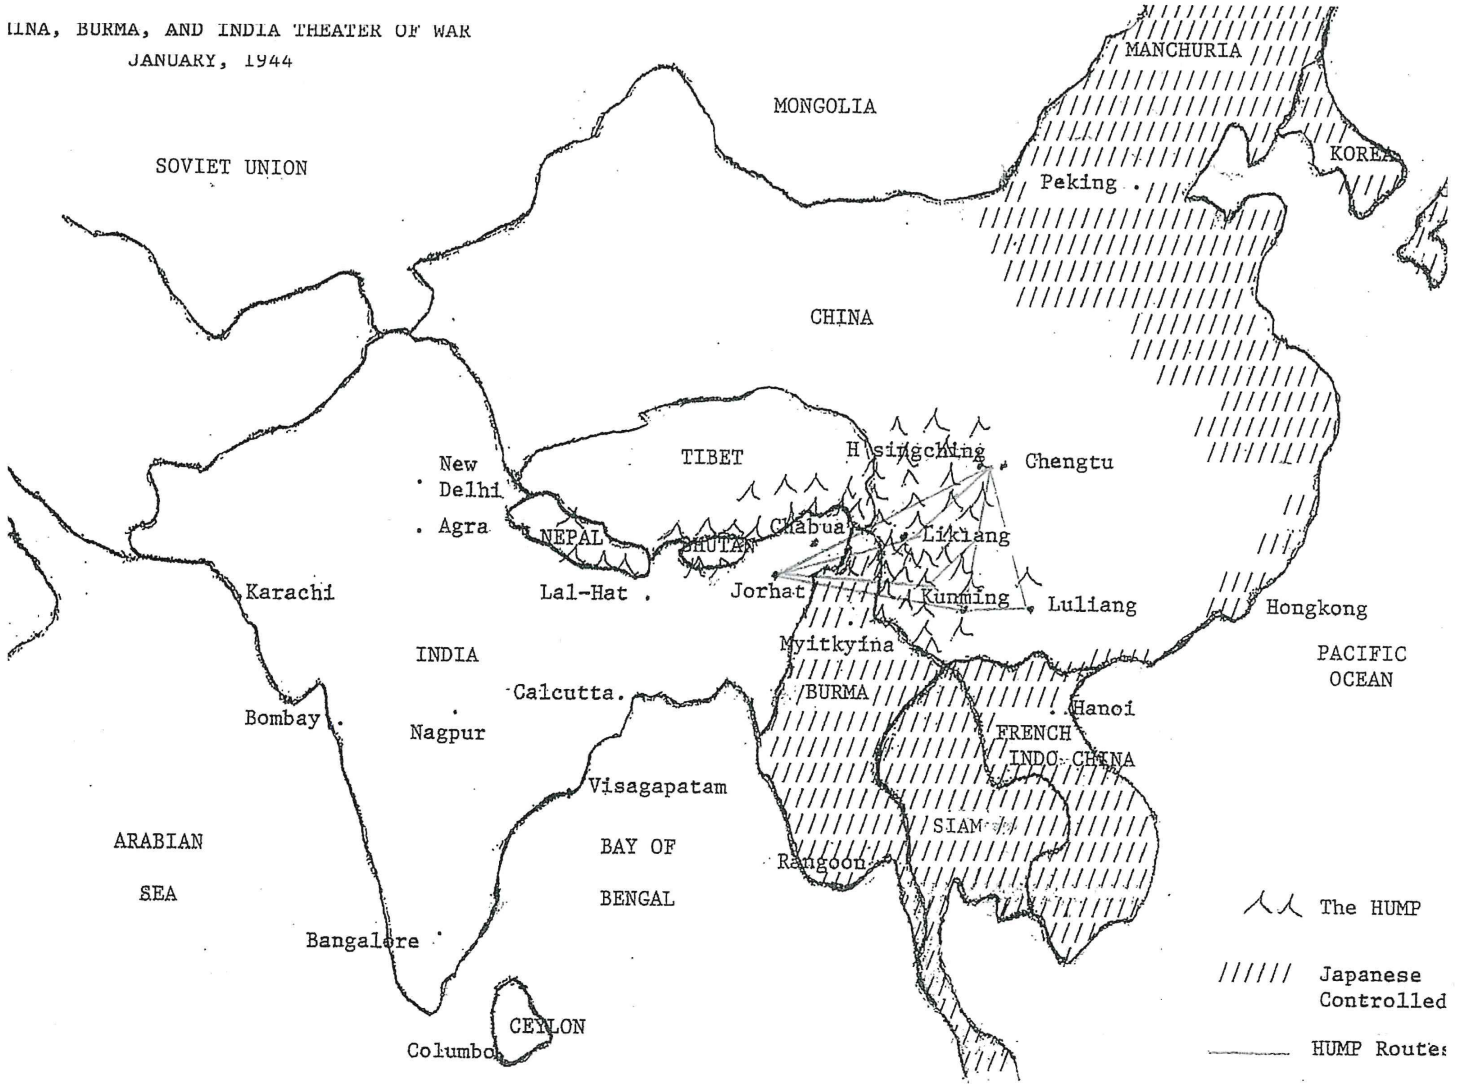 INA, BURMA, AND INDIA THEATER OF WAR
JANUARY, 1944
MANCHURIA
MONGOLIA
SOVIET UNION
KOREA
Peking
CHINA
H'singching
TIBET
Chengtu
New
Delhi
Agra
Chabua
Likiang
NEPAL
BHUTAN
Karachi
Lal-Hat
Jorhat
Kunming
Luliang
Hongkong
Myitkyina
INDIA
PACIFIC
OCEAN
Calcutta
BURMA
Bombay
Nagpur
Hanoi
FRENCH
INDO-CHINA
Visagapatam
SIAM
ARABIAN
SEA
BAY OF
BENGAL
Rangoon
Bangalore
The HUMP
Japanese
Controlled
CEYLON
Columbo
HUMP Routes